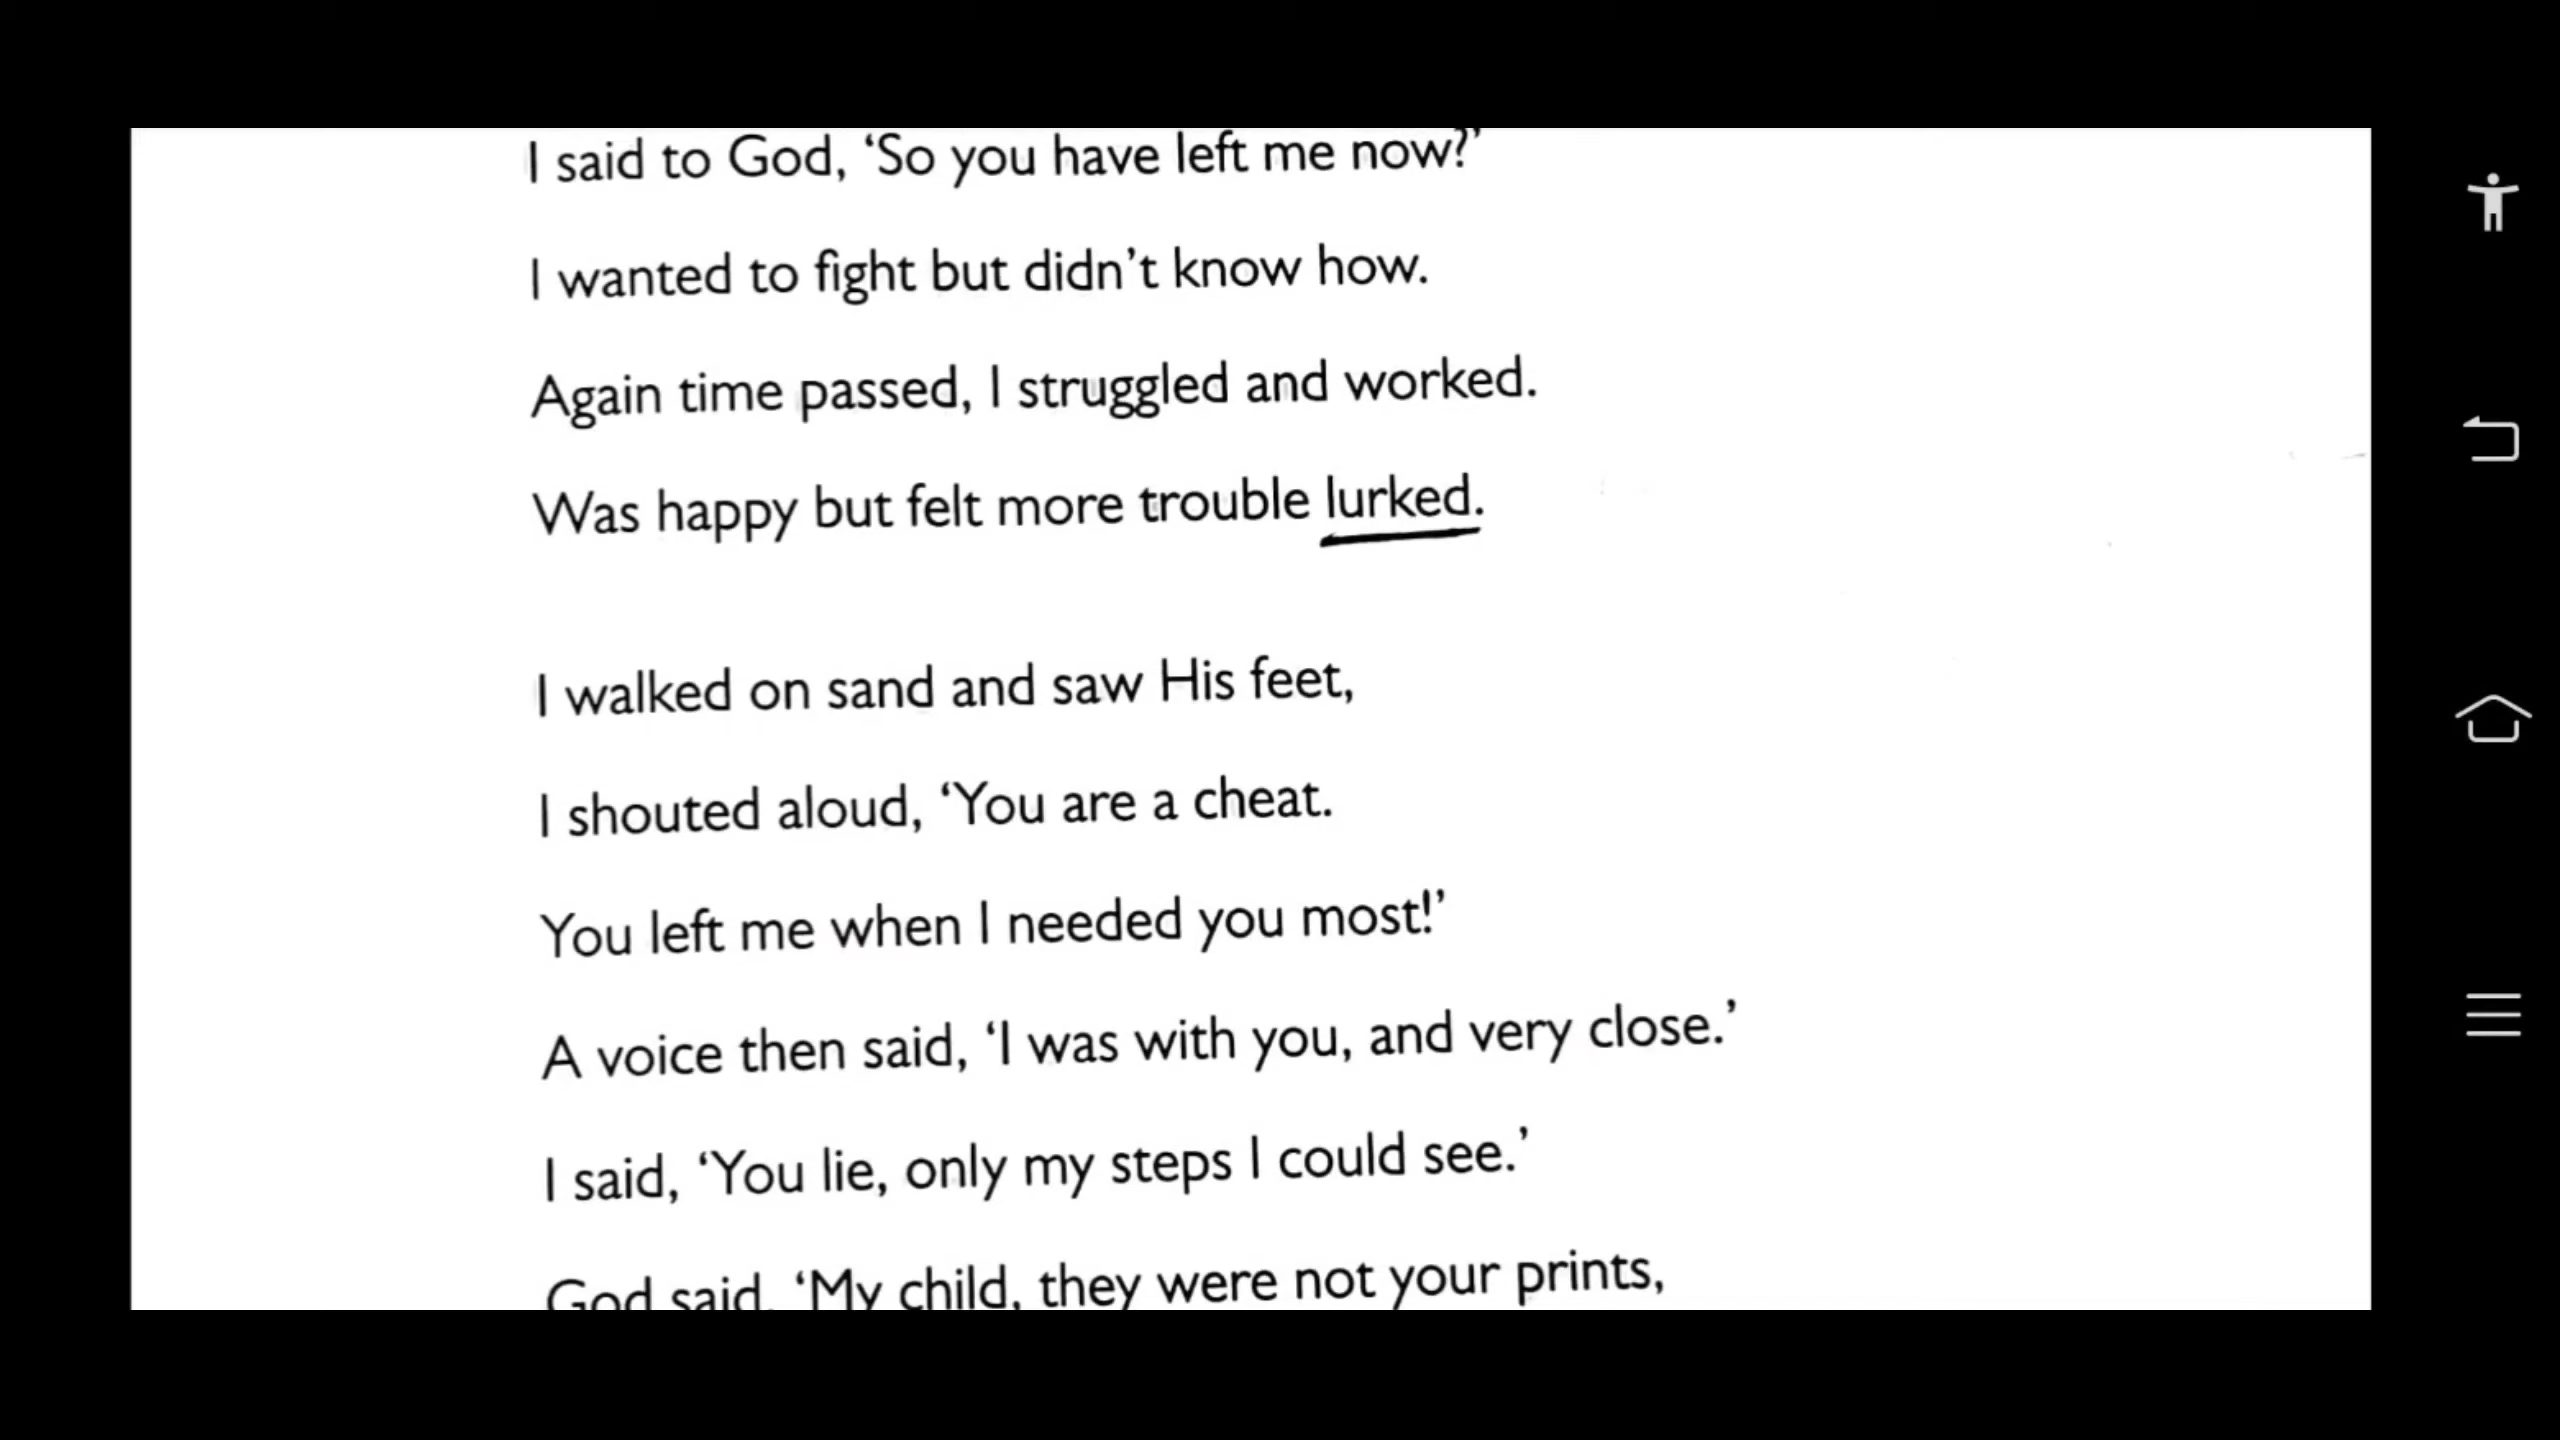 I said to God, ‘So you have left me now?’
I wanted to fight but didn’t know how.
Again time passed, I struggled and worked.
Was happy but felt more trouble lurked.
I walked on sand and saw His feet,
I shouted aloud, ‘You are a cheat.
You left me when I needed you most!’
A voice then said, ‘I was with you, and very close.’
I said, ‘You lie, only my steps I could see.’
God said, ‘My child, they were not your prints,